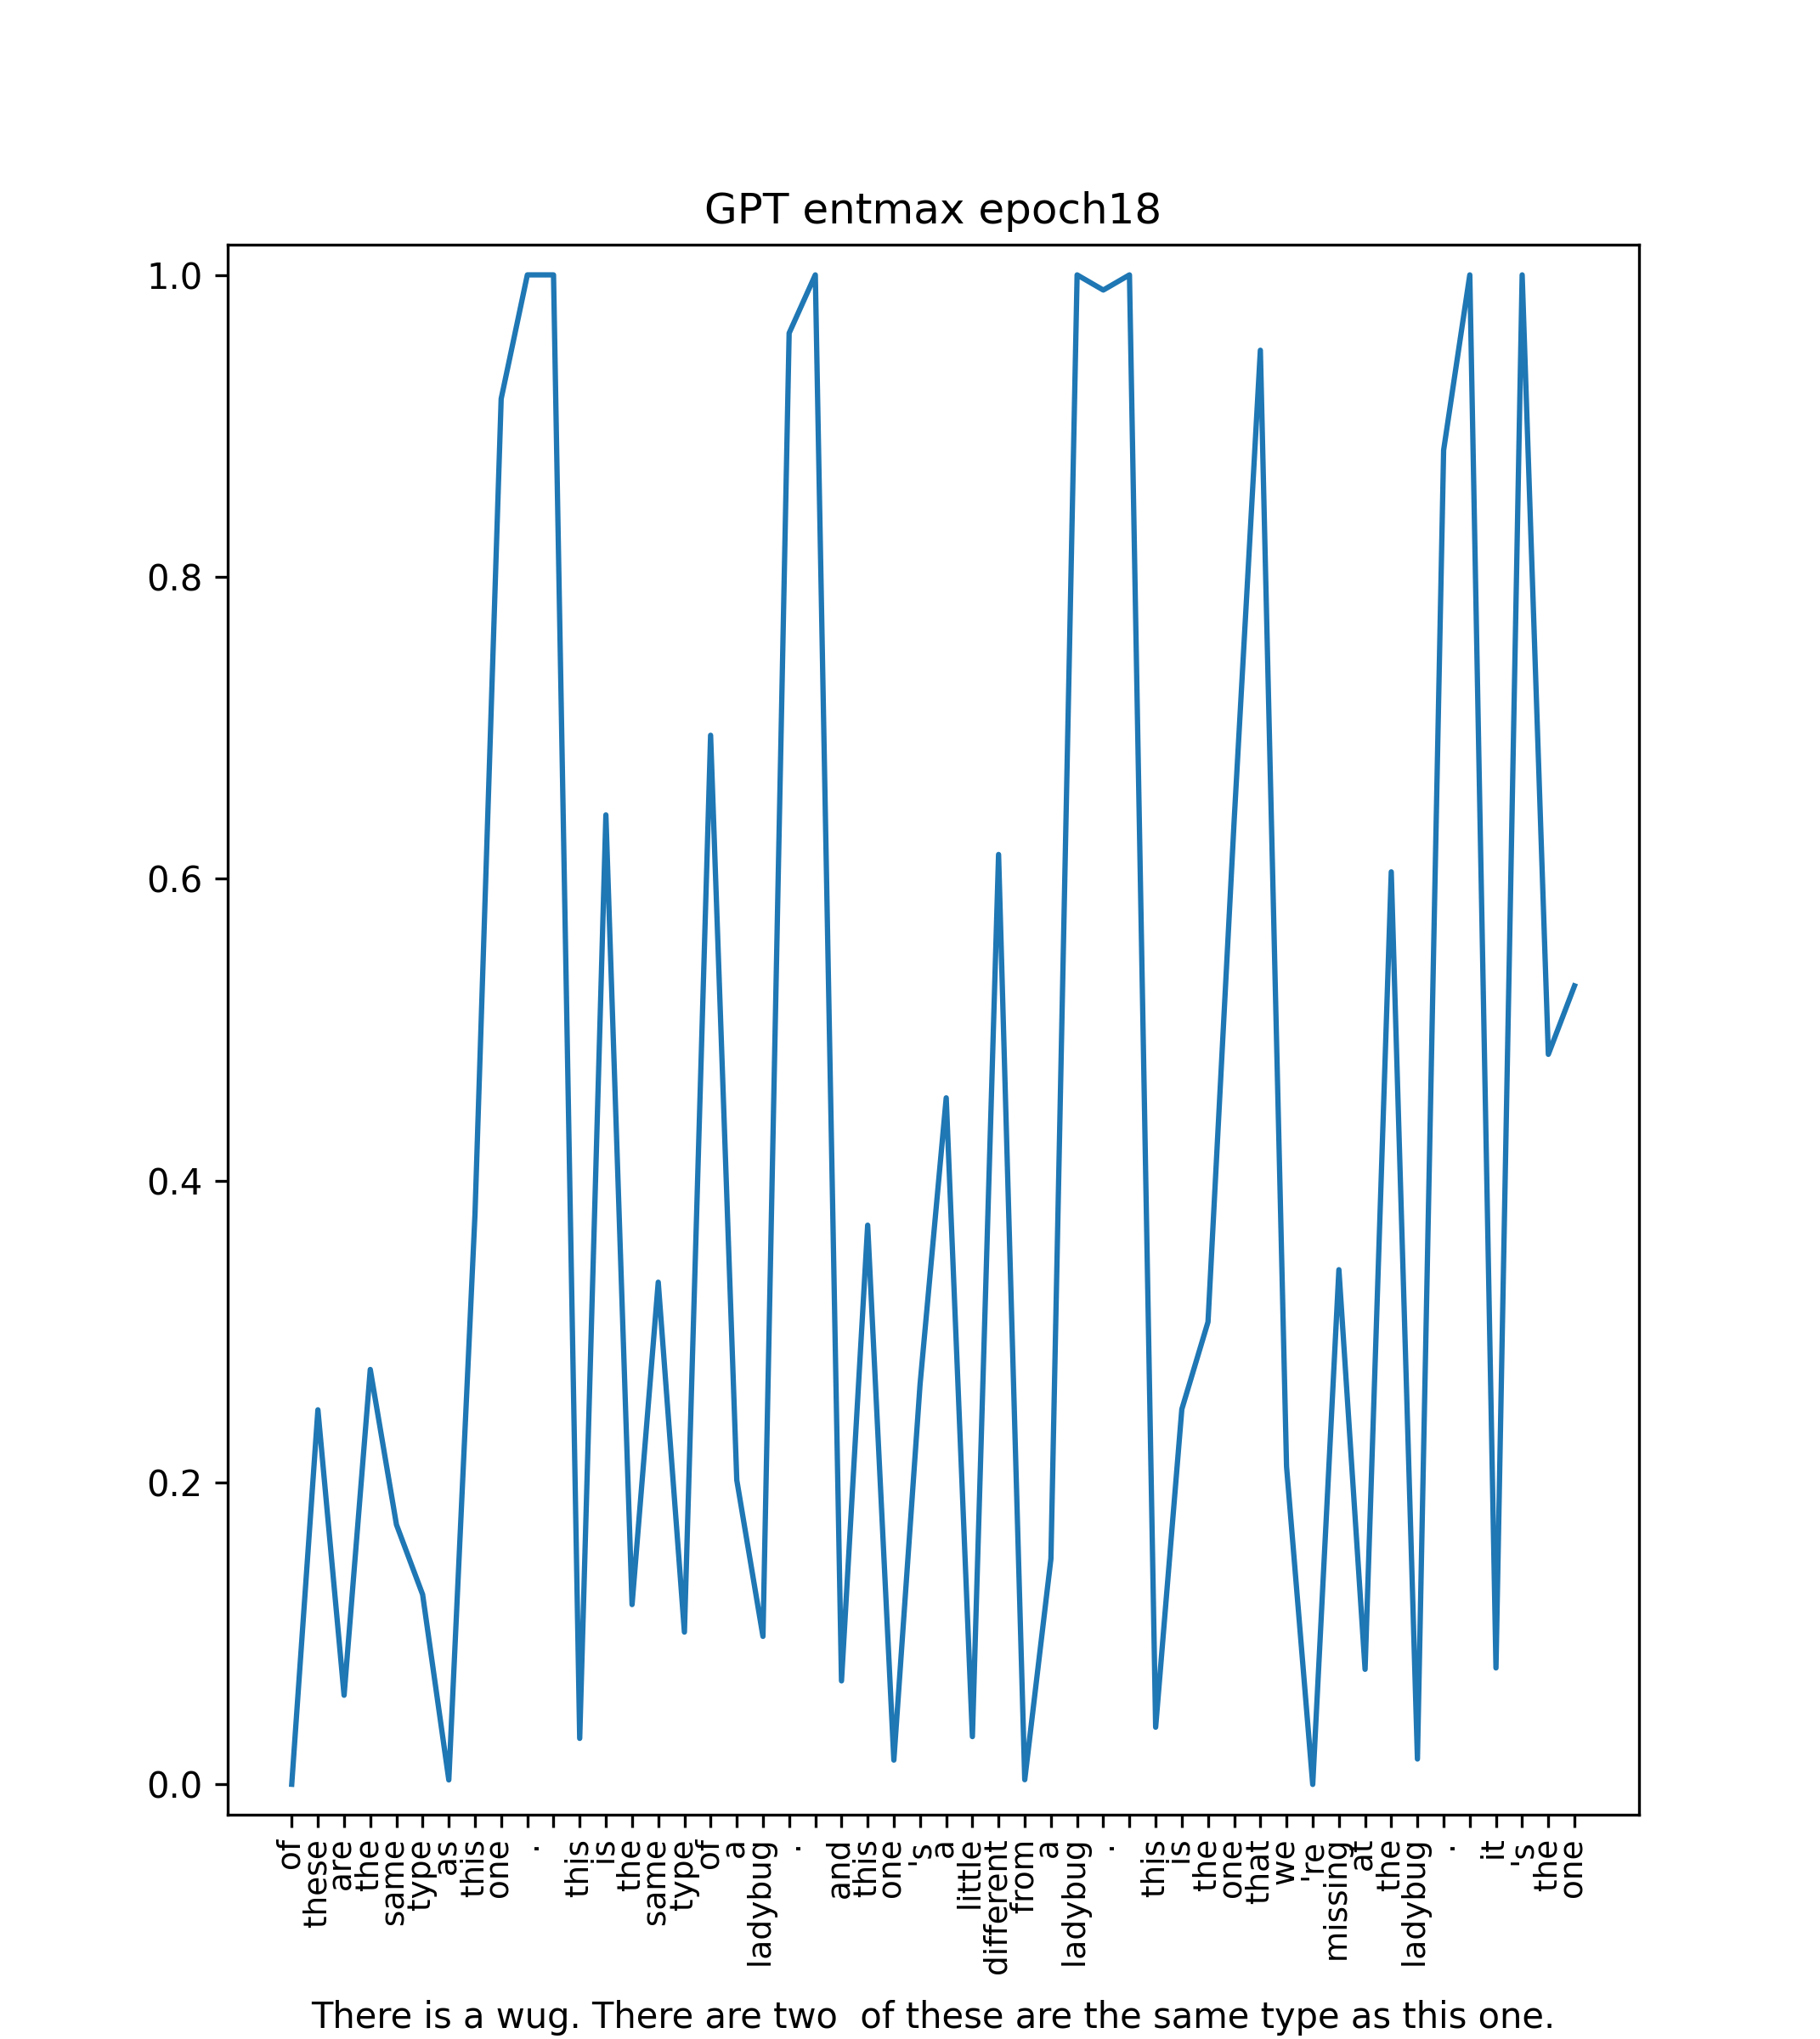 GPT entmax epoch18
1.0
0.8
0.6
0.4
0.2
0.0
of
these
are
the
same
type
as
this
one
.
this
is
the
same
type
of
a
ladybug
.
and
this
one
's
a
little
different
from
a
ladybug
.
this
is
the
one
that
we
're
missing
at
the
ladybug
.
it
's
the
one
There is a wug. There are two  of these are the same type as this one.